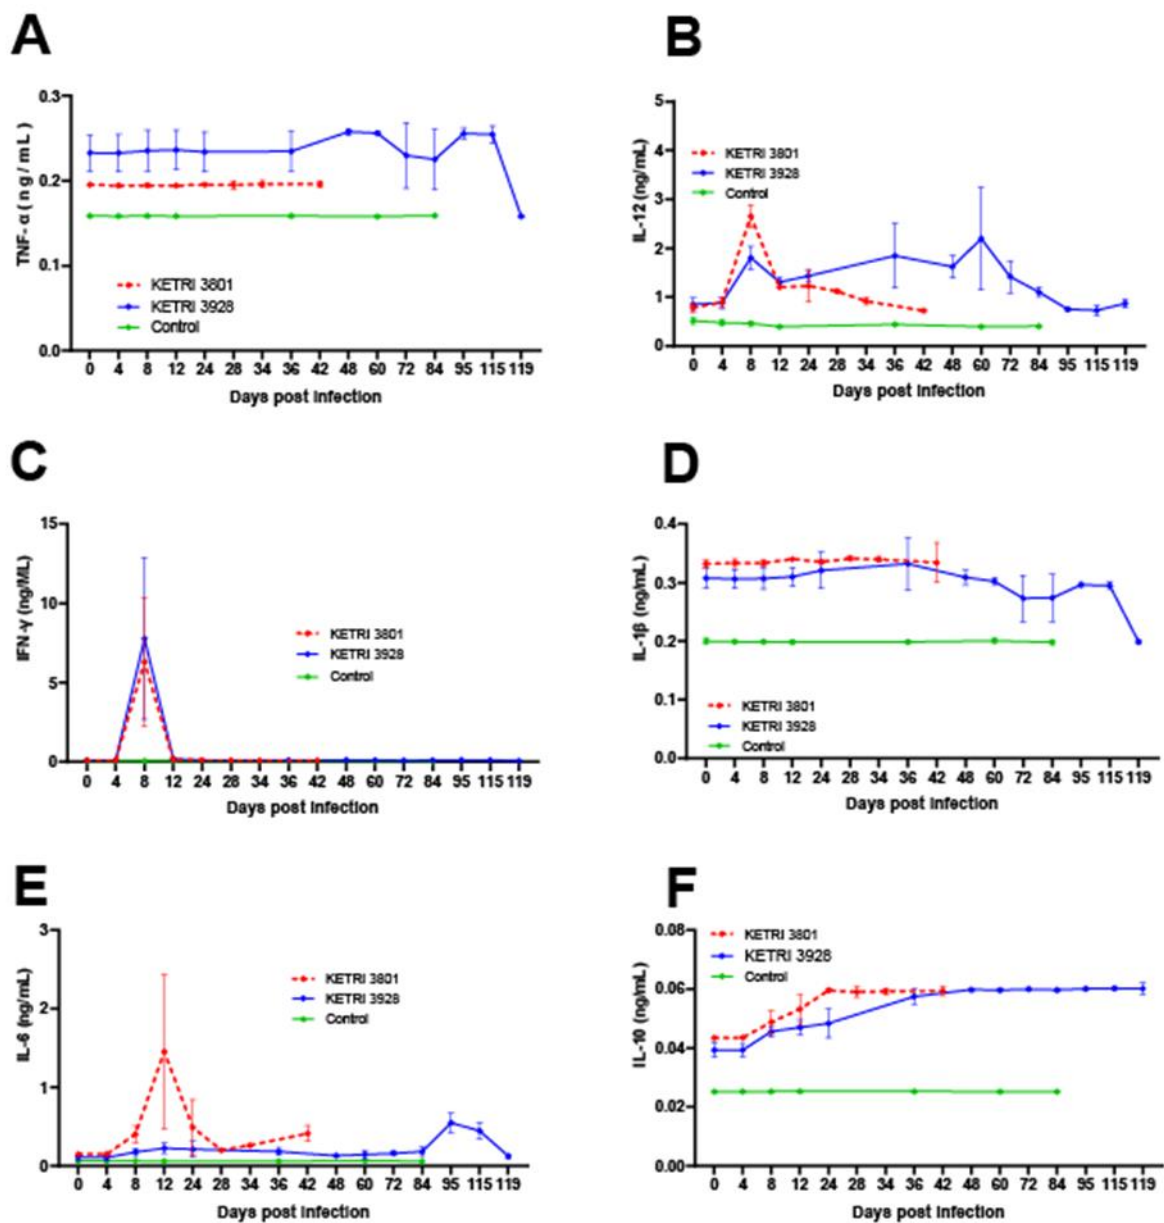 A
B
0.3
0.2
0.1
0.0
TNF- α ( ng / mL )
KETRI 3801
KETRI 3928
Control
0 4 8 12 24 28 34 36 42 48 60 72 84 95 115 119
Days post infection
5
4
3
2
1
0
IL-12 (ng/mL)
KETRI 3801
KETRI 3928
Control
0 4 8 12 24 28 34 36 42 48 60 72 84 95 115 119
Days post infection
C
D
15
10
5
0
IFN-γ (ng/ML)
KETRI 3801
KETRI 3928
Control
0 4 8 12 24 28 34 36 42 48 60 72 84 95 115 119
Days post infection
0.4
0.3
0.2
0.1
0.0
IL-1β (ng/mL)
KETRI 3801
KETRI 3928
Control
0 4 8 12 24 28 34 36 42 48 60 72 84 95 115 119
Days post infection
E
F
3
2
1
0
IL-6 (ng/mL)
KETRI 3801
KETRI 3928
Control
0 4 8 12 24 28 34 36 42 48 60 72 84 95 115 119
Days post infection
0.08
0.06
0.04
0.02
0.00
IL-10 (ng/mL)
KETRI 3801
KETRI 3928
Control
0 4 8 12 24 28 34 36 42 48 60 72 84 95 115 119
Days post infection